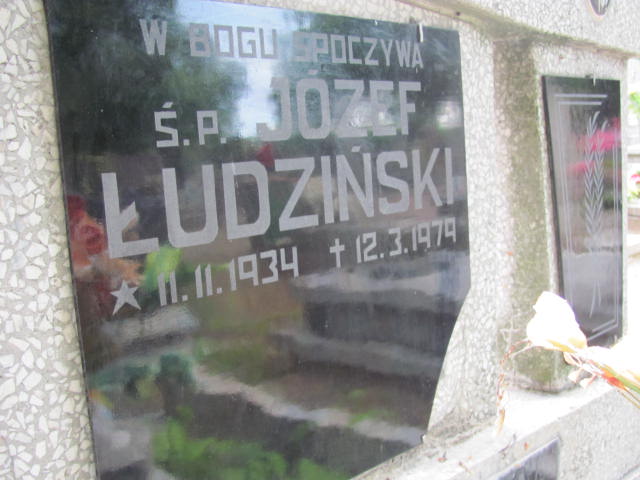 W BOGU SPOCZYWA
Ś.P. JÓZEF
ŁUDZIŃSKI
★ 11.11.1934 ✝ 12.3.1979